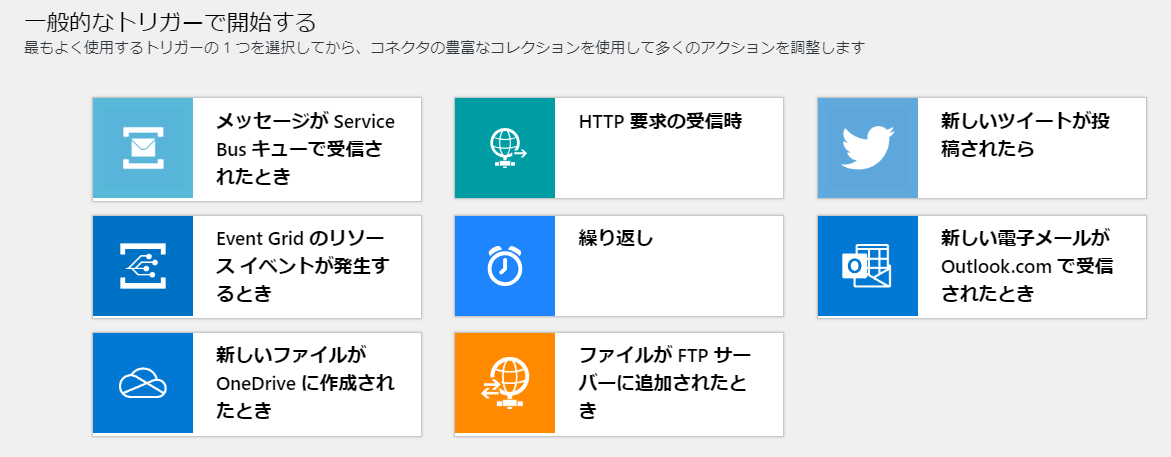 一般的なトリガーで開始する
最もよく使用するトリガーの 1 つを選択してから、コネクタの豊富なコレクションを使用して多くのアクションを調整します
メッセージが Service
Bus キューで受信さ
れたとき
HTTP 要求の受信時
新しいツイートが投
稿されたら
Event Grid のリソー
ス イベントが発生す
るとき
繰り返し
新しい電子メールが
Outlook.com で受信
されたとき
新しいファイルが
OneDrive に作成され
たとき
ファイルが FTP サー
バーに追加されたと
き